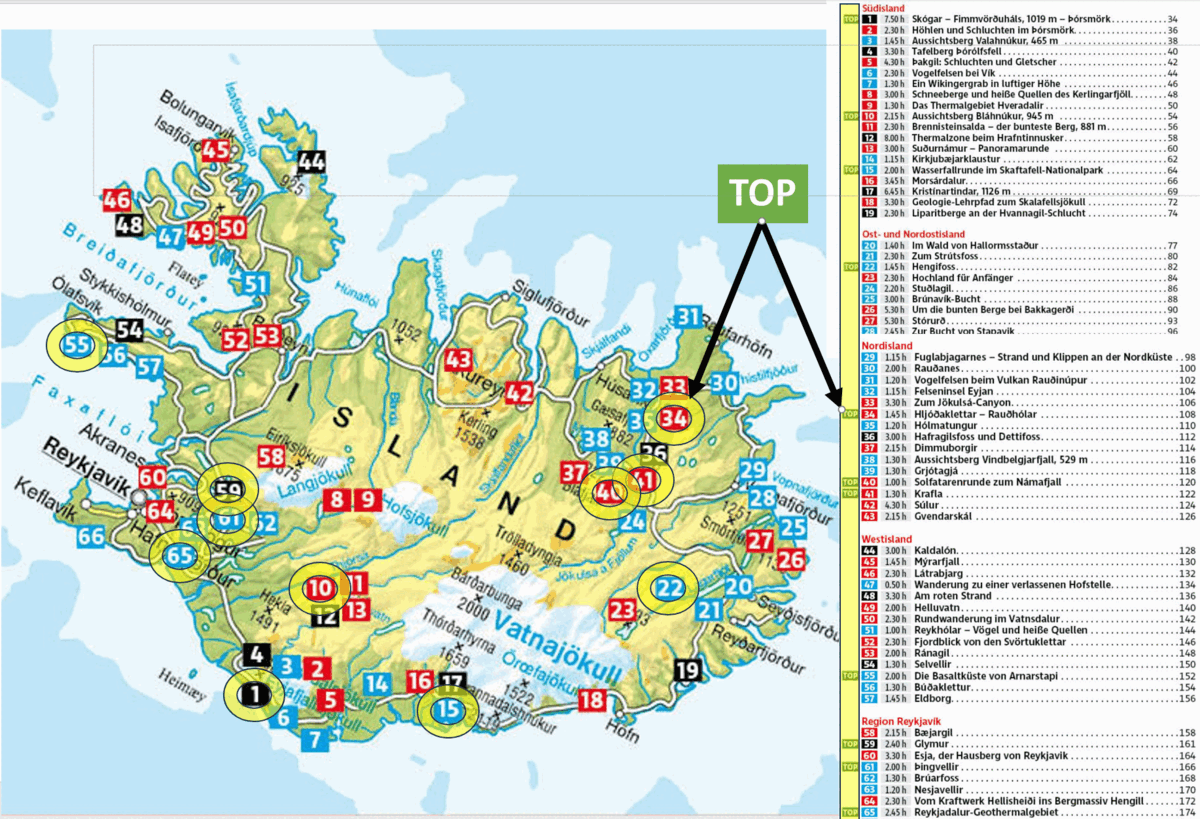 Bolungarvík
Ísafjörður
Ísafjarðardjúp
45
44
925
46
48
47
49
50
Breiðafjörður
Flatey
51
Stykkishólmur
Ólafsvík
54
52
53
55
56
57
Húnaflói
1052
Skagafjörður
Siglufjörður
43
42
Kerling
1538
Skjálfandi
Öxarfjörður
31
Raufarhöfn
30
Þistilfjörður
32
33
34
38
36
37
40
41
29
Vopnafjörður
28
25
27
26
24
22
20
21
23
Seyðisfjörður
Reyðarfjörður
TOP
ISLAND
Faxaflói
Akranes
Reykjavík
Keflavík
60
64
66
58
Eiríksjökull
Langjökull
59
61
62
65
8
9
Hofsjökull
Blanda
Trölladyngja
1460
Jökulsá á Fjöllum
10
11
12
13
Hekla
1491
Bárðarbunga
2000
Vatnajökull
Þórðarhyrna
1659
Öræfajökull
1522
Heimaey
4
3
2
1
5
6
7
14
16
17
15
18
19
Höfn
Südisland
TOP 1 7.50 h Skógar – Fimmvörðuháls, 1019 m – Þórsmörk 34
2 2.30 h Höhlen und Schluchten im Þórsmörk 36
3 1.45 h Aussichtsberg Valahnúkur, 465 m 38
4 3.30 h Tafelberg Þórólfsfell 40
5 4.30 h Þakgil: Schluchten und Gletscher 42
6 2.30 h Vogelfelsen bei Vík 44
7 1.30 h Ein Wikingergrab in luftiger Höhe 46
8 3.00 h Schneeberge und heiße Quellen des Kerlingarfjöll 48
9 1.30 h Das Thermalgebiet Hveradalir 50
TOP 10 2.15 h Aussichtsberg Bláhnúkur, 945 m 54
11 2.30 h Brennisteinsalda – der bunteste Berg, 881 m 56
12 8.00 h Thermalzone beim Hrafntinnusker 58
13 3.00 h Suðurnámur – Panoramarunde 60
14 1.15 h Kirkjubæjarklaustur 62
TOP 15 2.00 h Wasserfallrunde im Skaftafell-Nationalpark 64
16 3.45 h Morsárdalur 66
17 6.45 h Kristínartindar, 1126 m 69
18 3.30 h Geologie-Lehrpfad zum Skalafellsjökull 72
19 2.30 h Liparitberge an der Hvannagil-Schlucht 74
Ost- und Nordostisland
20 1.40 h Im Wald von Hallormsstaður 77
21 2.30 h Zum Strútsfoss 80
TOP 22 1.45 h Hengifoss 82
23 2.30 h Hochland für Anfänger 84
24 2.20 h Stuðlagil 86
25 3.00 h Brúnavík-Bucht 88
26 5.30 h Um die bunten Berge bei Bakkagerði 90
27 5.30 h Stórurð 93
28 2.45 h Zur Bucht von Stapavík 96
Nordisland
29 1.15 h Fuglabjagarnes – Strand und Klippen an der Nordküste 98
30 2.00 h Rauðanes 100
31 1.20 h Vogelfelsen beim Vulkan Rauðinúpur 102
32 1.15 h Felseninsel Eyjan 104
33 3.30 h Zum Jökulsá-Canyon 106
TOP 34 1.45 h Hljóðaklettar – Rauðhólar 108
35 1.20 h Hólmatungur 110
36 3.00 h Hafragilsfoss und Dettifoss 112
37 2.15 h Dimmuborgir 114
38 1.30 h Aussichtsberg Vindbelgjarfjall, 529 m 116
39 1.30 h Grjótagjá 118
TOP 40 1.00 h Solfatarenrunde zum Námafjall 120
TOP 41 1.30 h Krafla 122
42 4.30 h Súlur 124
43 2.15 h Gvendarskál 126
Westisland
44 3.00 h Kaldalón 128
45 1.45 h Mýrarfjall 130
46 2.30 h Látrabjarg 132
47 0.50 h Wanderung zu einer verlassenen Hofstelle 134
48 3.30 h Am roten Strand 136
49 2.00 h Helluvatn 140
50 2.30 h Rundwanderung im Vatnsdalur 142
51 1.00 h Reykhólar – Vögel und heiße Quellen 144
52 2.30 h Fjordblick von den Svörtuklettar 146
53 2.00 h Ránagil 148
54 1.30 h Selvellir 150
TOP 55 2.00 h Die Basaltküste von Arnarstapi 152
56 1.30 h Búðaklettur 154
57 1.45 h Eldborg 156
Region Reykjavík
58 2.15 h Bæjargil 158
TOP 59 2.40 h Glymur 161
60 3.30 h Esja, der Hausberg von Reykjavik 164
TOP 61 2.00 h Þingvellir 166
62 1.30 h Brúarfoss 168
63 1.20 h Nesjavellir 170
64 2.30 h Vom Kraftwerk Hellisheiði ins Bergmassiv Hengill 172
TOP 65 2.45 h Reykjadalur-Geothermalgebiet 174